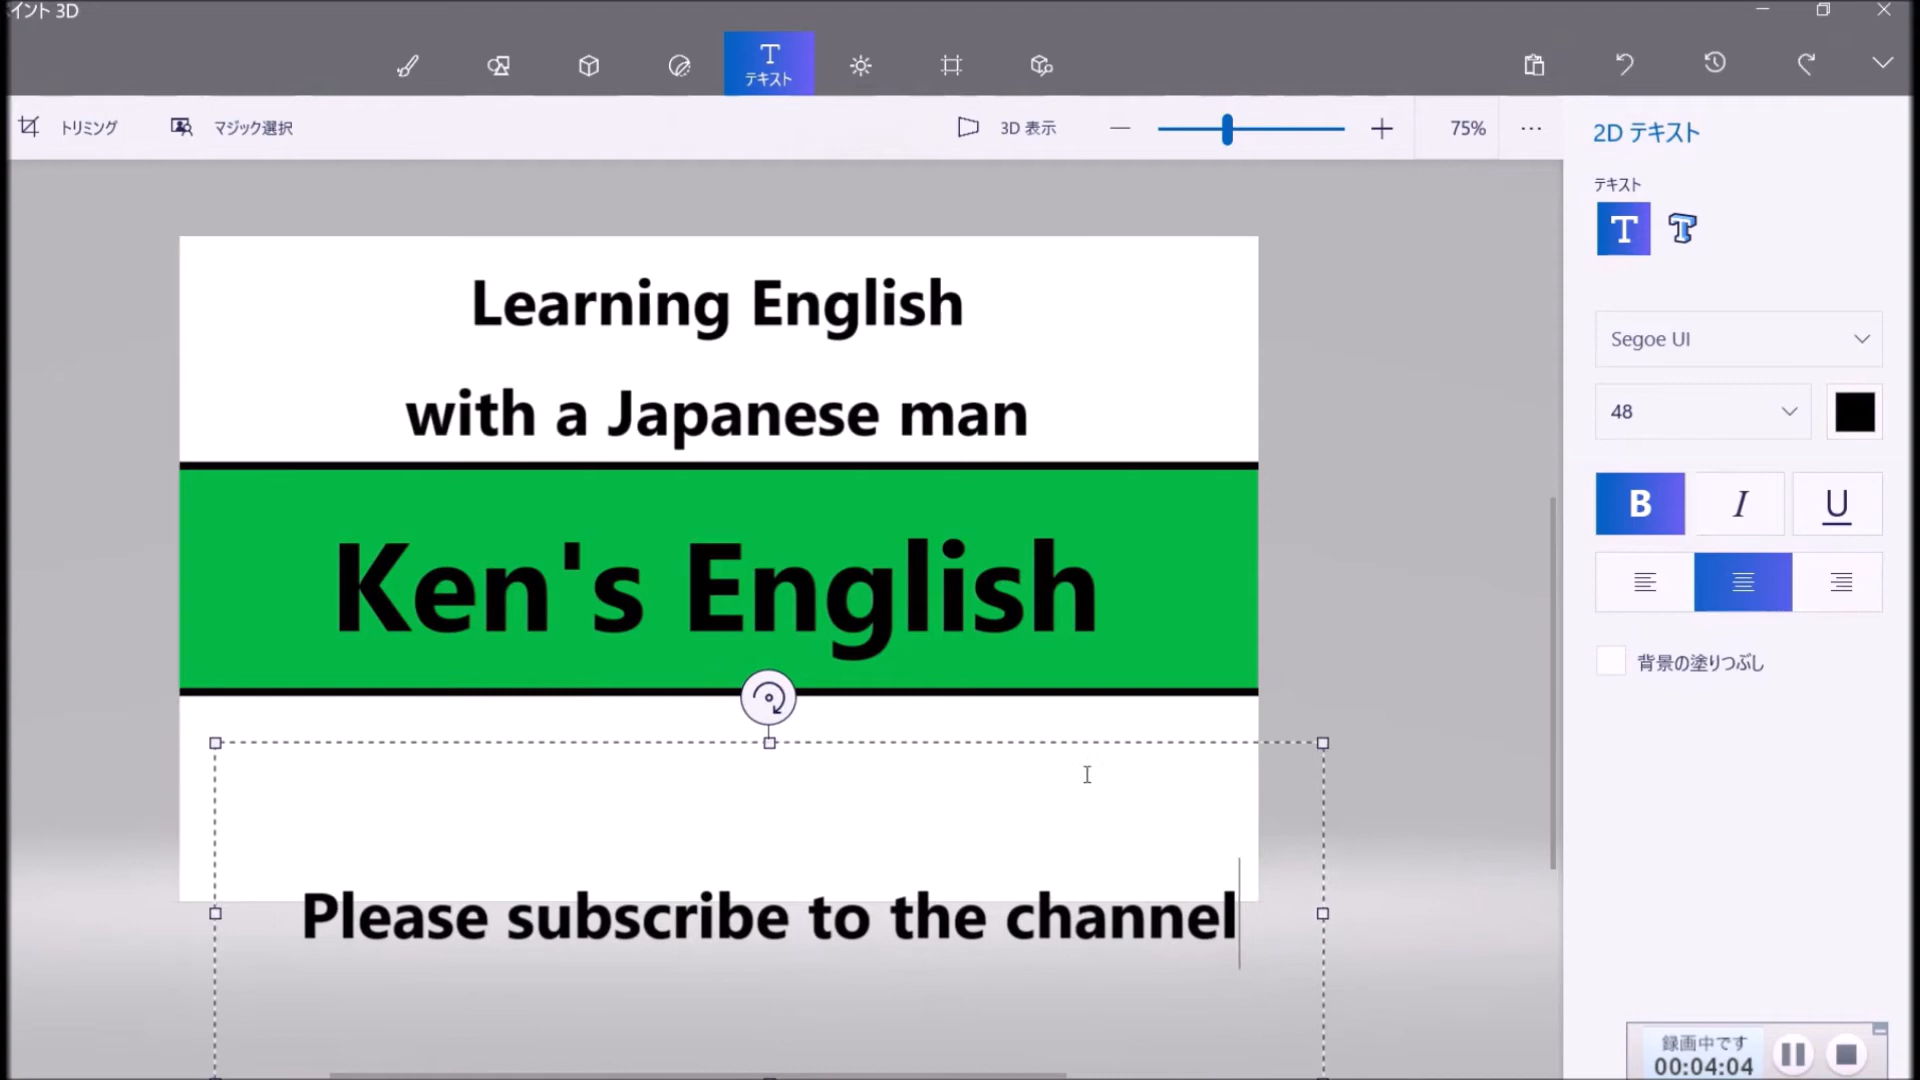 イント 3D
テキスト
トリミング
マジック選択
3D 表示
75%
2D テキスト
テキスト
Segoe UI
48
B I U
背景の塗りつぶし
Learning English
with a Japanese man
Ken's English
Please subscribe to the channel
録画中です
00:04:04